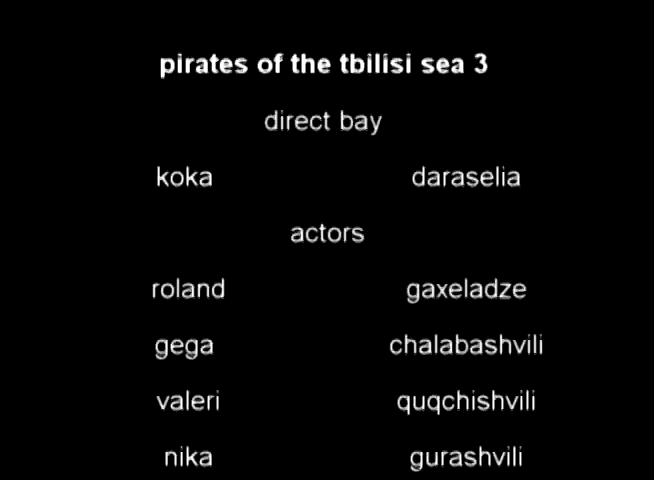 pirates of the tbilisi sea 3
direct bay
koka daraselia
actors
roland gaxeladze
gega chalabashvili
valeri quqchishvili
nika gurashvili